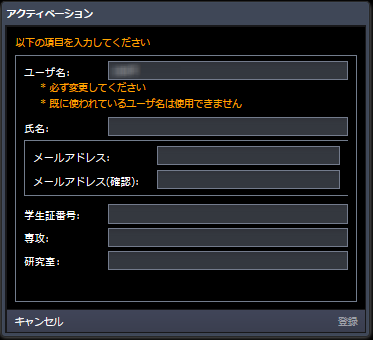 アクティベーション
以下の項目を入力してください
ユーザ名:
* 必ず変更してください
* 既に使われているユーザ名は使用できません
氏名:
メールアドレス:
メールアドレス(確認):
学生証番号:
専攻:
研究室:
キャンセル 登録